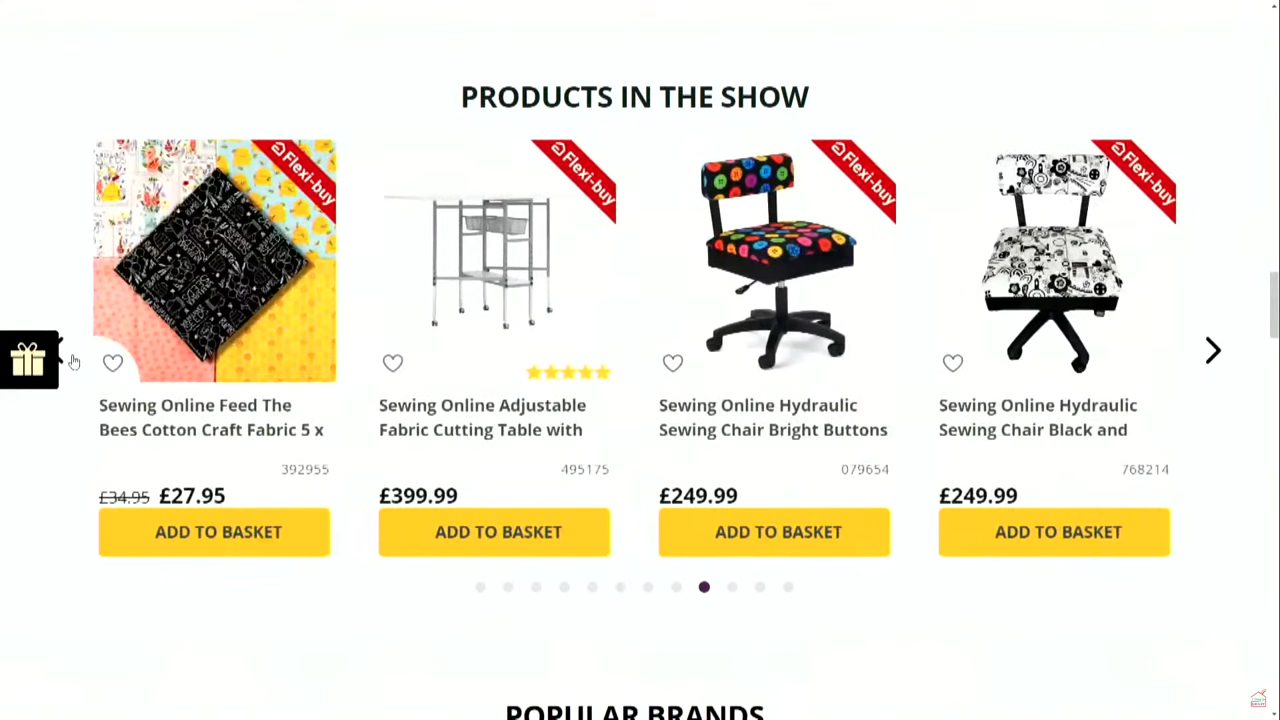 PRODUCTS IN THE SHOW
Flexi-buy
Flexi-buy
Flexi-buy
Flexi-buy
Sewing Online Feed The
Bees Cotton Craft Fabric 5 x
392955
£34.95 £27.95
ADD TO BASKET
Sewing Online Adjustable
Fabric Cutting Table with
495175
£399.99
ADD TO BASKET
Sewing Online Hydraulic
Sewing Chair Bright Buttons
079654
£249.99
ADD TO BASKET
Sewing Online Hydraulic
Sewing Chair Black and
768214
£249.99
ADD TO BASKET
POPULAR BRANDS